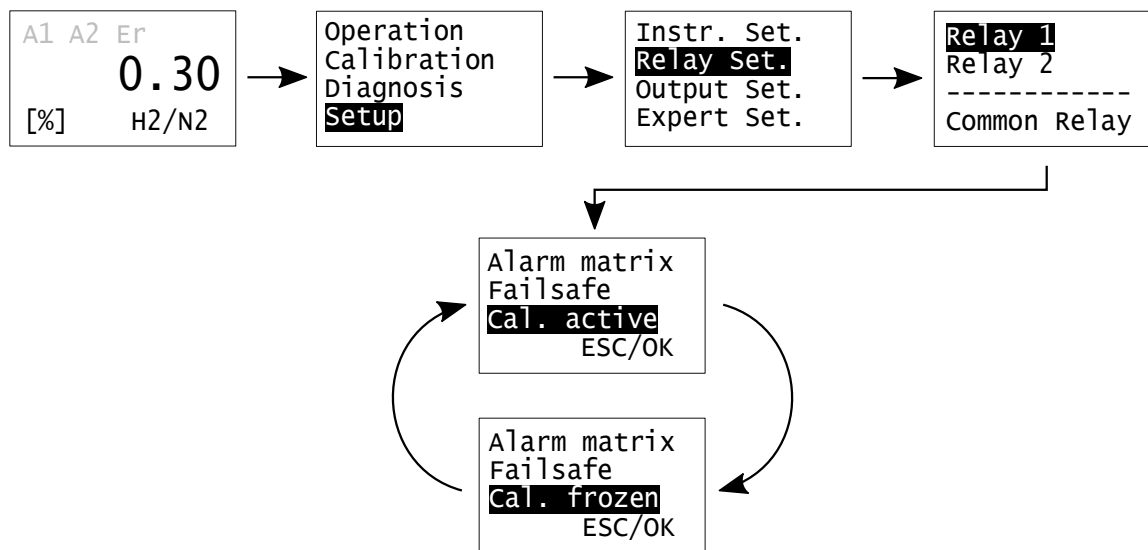 A1 A2 Er
0.30
[%] H2/N2
Operation
Calibration
Diagnosis
Setup
Instr. Set.
Relay Set.
Output Set.
Expert Set.
Relay 1
Relay 2
------------
Common Relay
Alarm matrix
Failsafe
Cal. active
ESC/OK
Alarm matrix
Failsafe
Cal. frozen
ESC/OK